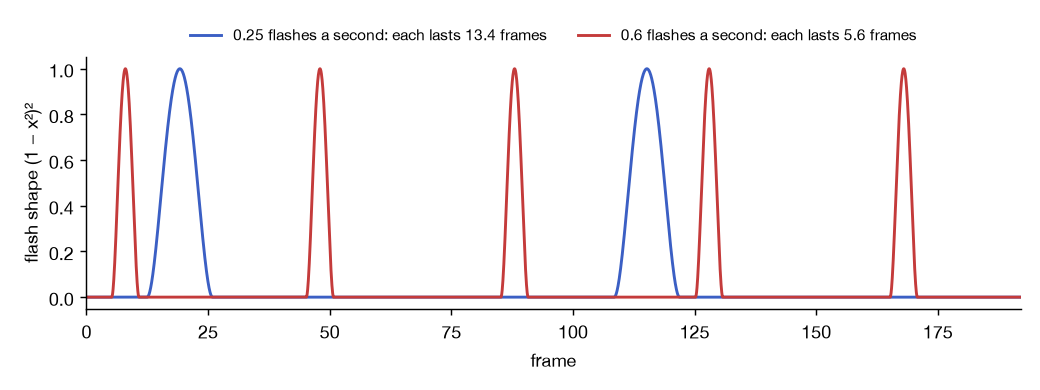 0.25 flashes a second: each lasts 13.4 frames
0.6 flashes a second: each lasts 5.6 frames
flash shape (1 − x²)²
1.0
0.8
0.6
0.4
0.2
0.0
0 25 50 75 100 125 150 175
frame